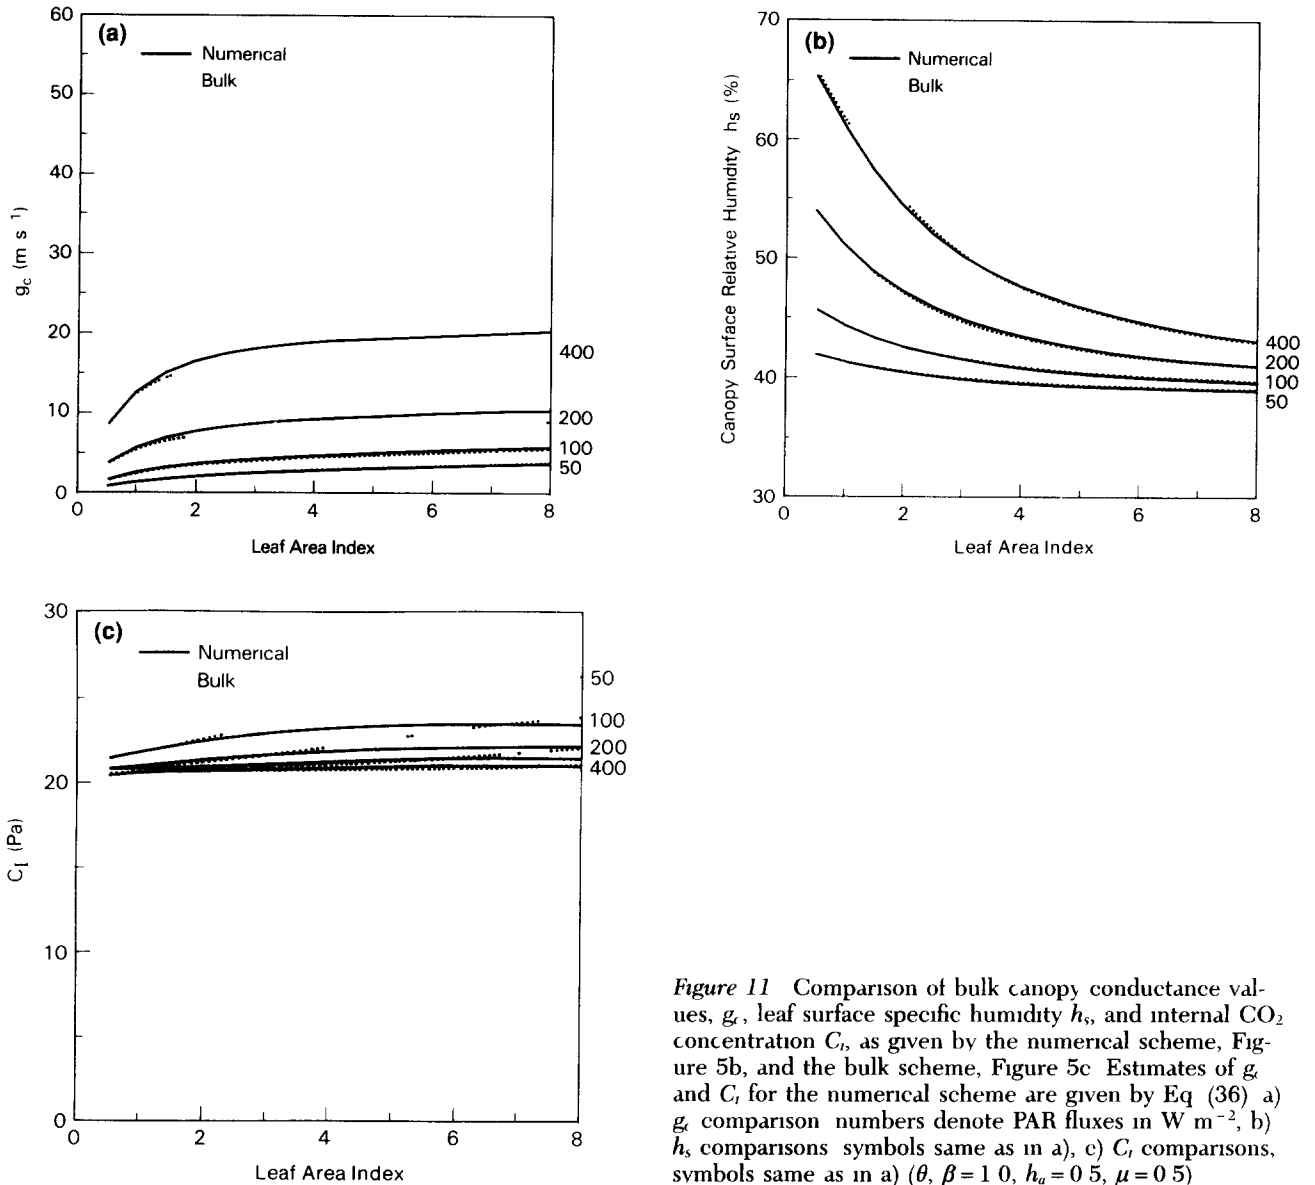 (a)
Numerical
Bulk
60
50
40
30
20
10
0
g_c (m s⁻¹)
400
200
100
50
0 2 4 6 8
Leaf Area Index
(b)
Numerical
Bulk
70
60
50
40
30
Canopy Surface Relative Humidity h_s (%)
400
200
100
50
0 2 4 6 8
Leaf Area Index
(c)
Numerical
Bulk
30
20
10
0
C_I (Pa)
50
100
200
400
0 2 4 6 8
Leaf Area Index
Figure 11 Comparison of bulk canopy conductance val-
ues, g_c, leaf surface specific humidity h_s, and internal CO₂
concentration C_i, as given by the numerical scheme, Fig-
ure 5b, and the bulk scheme, Figure 5c Estimates of g_c
and C_i for the numerical scheme are given by Eq (36) a)
g_c comparison numbers denote PAR fluxes in W m⁻², b)
h_s comparisons symbols same as in a), c) C_i comparisons,
symbols same as in a) (θ, β = 1 0, h_a = 0 5, μ = 0 5)